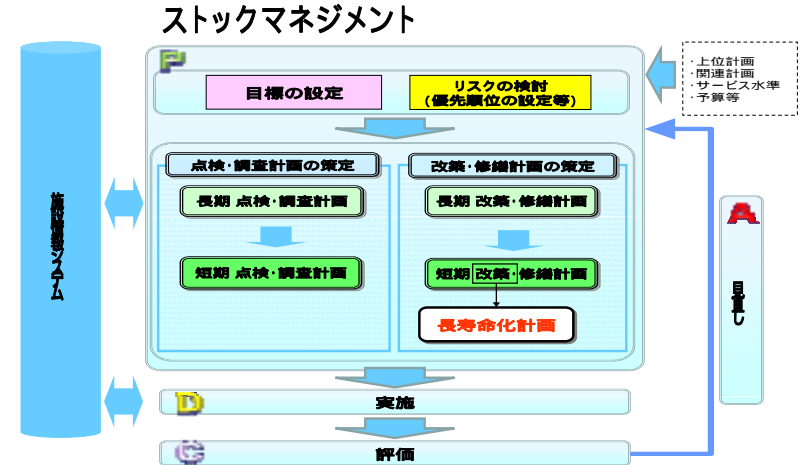 ストックマネジメント
P
目標の設定
リスクの検討
(優先順位の設定等)
・上位計画
・関連計画
・サービス水準
・予算等
点検・調査計画の策定
長期 点検・調査計画
短期 点検・調査計画
改築・修繕計画の策定
長期 改築・修繕計画
短期 改築・修繕計画
長寿命化計画
施設情報システム
A
見直し
D
実施
C
評価